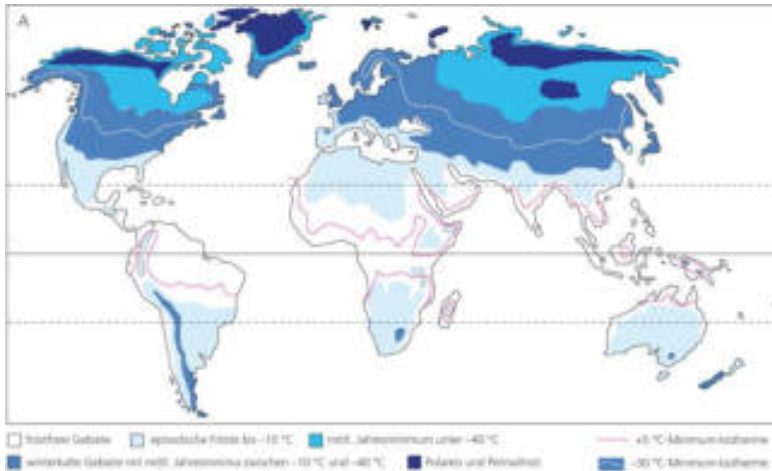 A
frostfreie Gebiete episodische Fröste bis –10 °C mittl. Jahresminimum unter –40 °C +5 °C-Minimum-Isotherme
winterkalte Gebiete mit mittl. Jahresminima zwischen –10 °C und –40 °C Polareis und Permafrost –30 °C-Minimum-Isotherme